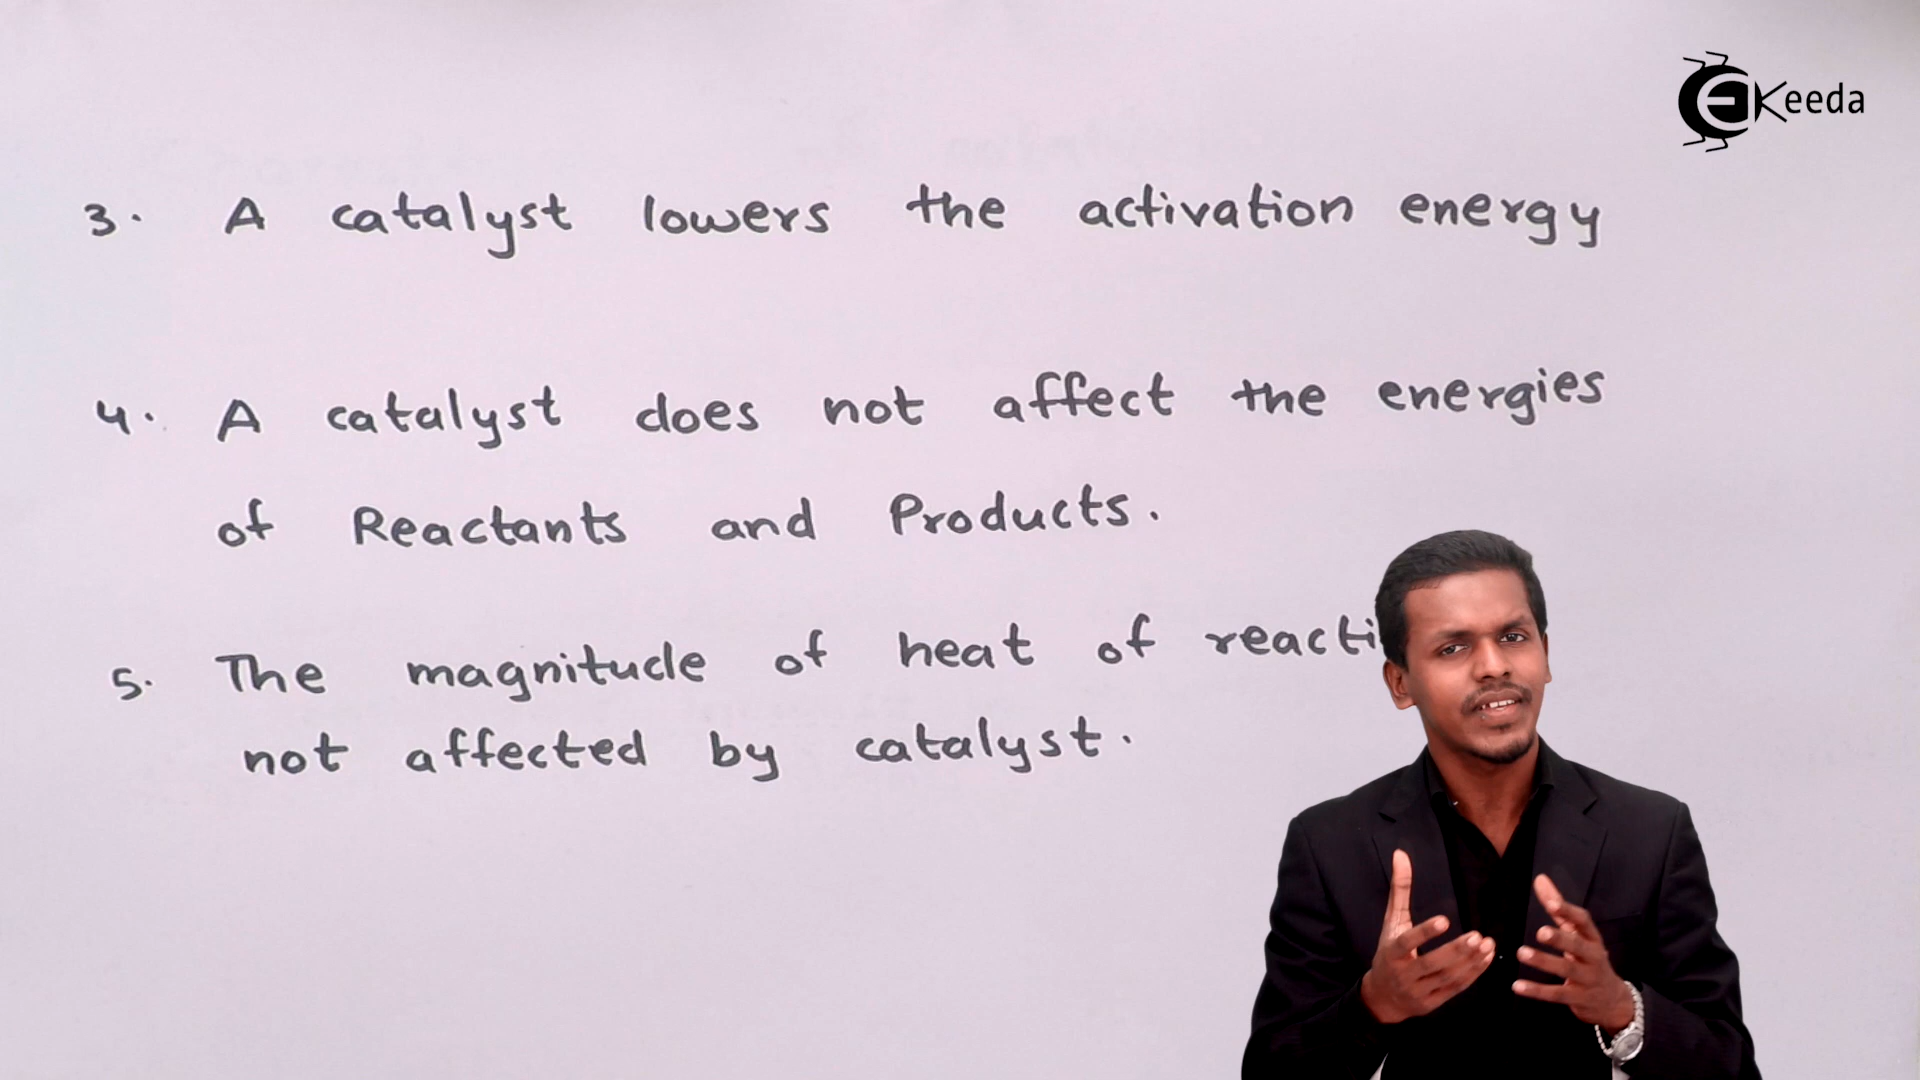 Keeda
3. A catalyst lowers the activation energy
4. A catalyst does not affect the energies
of Reactants and Products.
5. The magnitude of heat of reacti
not affected by catalyst.